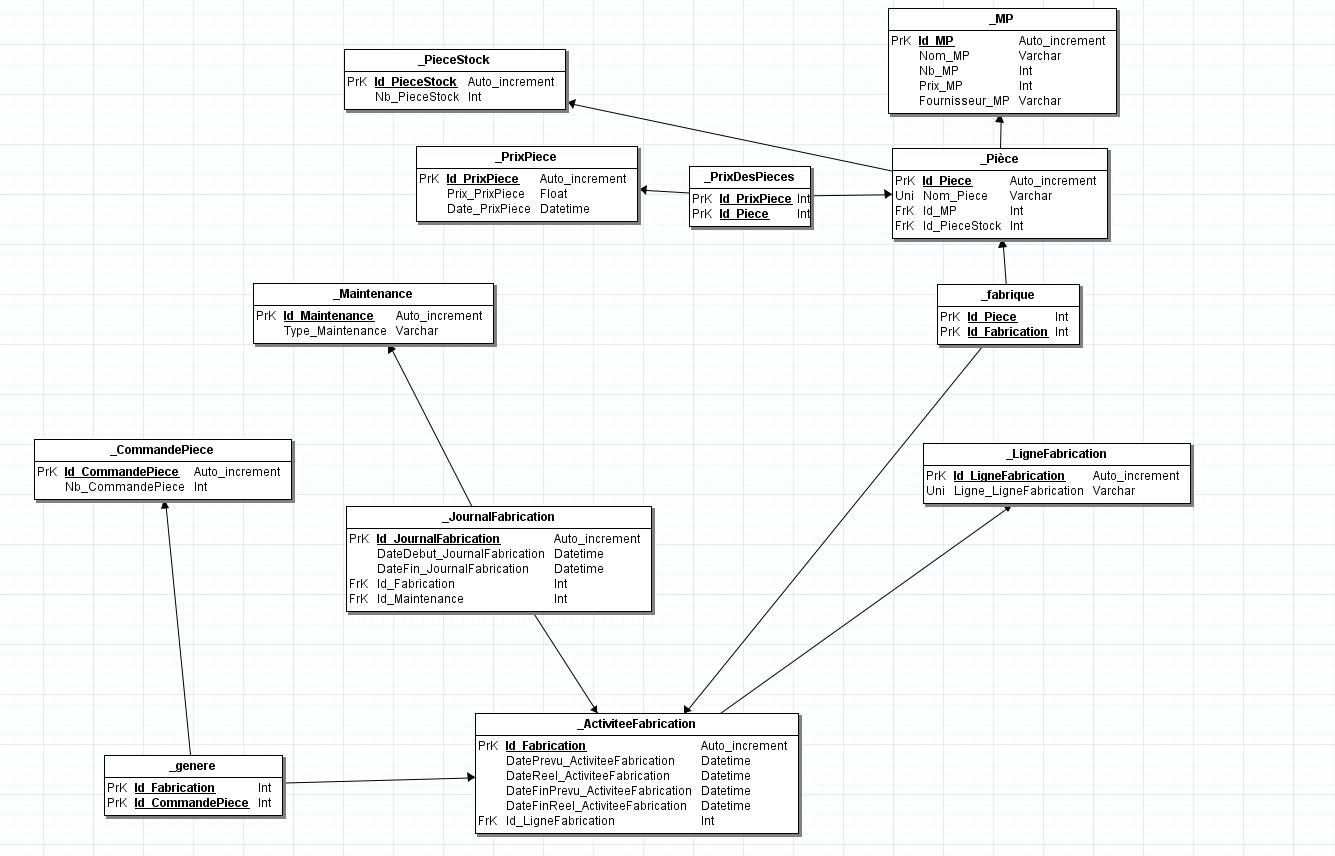 _MP
PrK Id_MP Auto_increment
Nom_MP Varchar
Nb_MP Int
Prix_MP Int
Fournisseur_MP Varchar
_PieceStock
PrK Id_PieceStock Auto_increment
Nb_PieceStock Int
_PrixPiece
PrK Id_PrixPiece Auto_increment
Prix_PrixPiece Float
Date_PrixPiece Datetime
_PrixDesPieces
PrK Id_PrixPiece Int
PrK Id_Piece Int
_Pièce
PrK Id_Piece Auto_increment
Uni Nom_Piece Varchar
FrK Id_MP Int
FrK Id_PieceStock Int
_Maintenance
PrK Id_Maintenance Auto_increment
Type_Maintenance Varchar
_fabrique
PrK Id_Piece Int
PrK Id_Fabrication Int
_CommandePiece
PrK Id_CommandePiece Auto_increment
Nb_CommandePiece Int
_LigneFabrication
PrK Id_LigneFabrication Auto_increment
Uni Ligne_LigneFabrication Varchar
_JournalFabrication
PrK Id_JournalFabrication Auto_increment
DateDebut_JournalFabrication Datetime
DateFin_JournalFabrication Datetime
FrK Id_Fabrication Int
FrK Id_Maintenance Int
_genere
PrK Id_Fabrication Int
PrK Id_CommandePiece Int
_ActiviteeFabrication
PrK Id_Fabrication Auto_increment
DatePrevu_ActiviteeFabrication Datetime
DateReel_ActiviteeFabrication Datetime
DateFinPrevu_ActiviteeFabrication Datetime
DateFinReel_ActiviteeFabrication Datetime
FrK Id_LigneFabrication Int